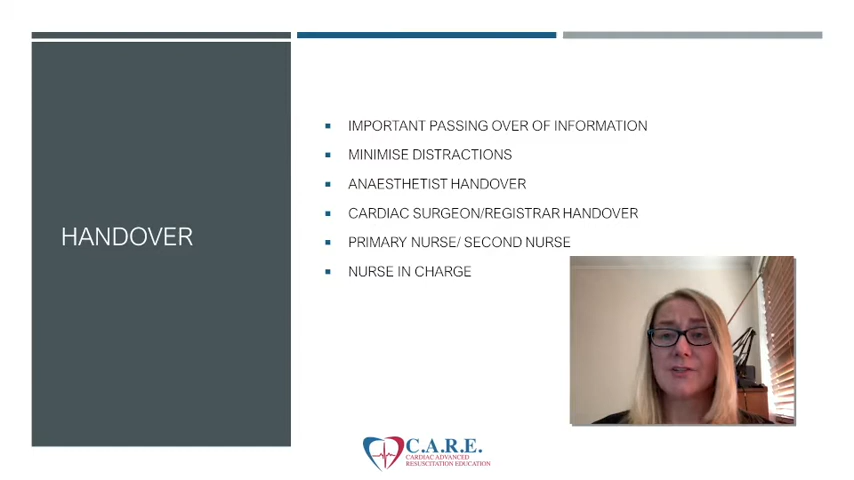 HANDOVER
IMPORTANT PASSING OVER OF INFORMATION
MINIMISE DISTRACTIONS
ANAESTHETIST HANDOVER
CARDIAC SURGEON/REGISTRAR HANDOVER
PRIMARY NURSE/ SECOND NURSE
NURSE IN CHARGE
C.A.R.E.
CARDIAC ADVANCED
RESUSCITATION EDUCATION